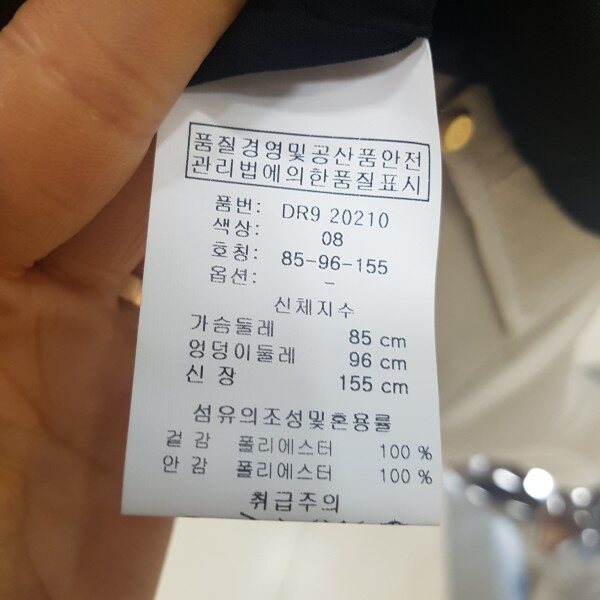 품질경영및공산품안전
관리법에의한품질표시
품번: DR9 20210
색상: 08
호칭: 85-96-155
옵션: -
신체지수
가슴둘레 85 cm
엉덩이둘레 96 cm
신 장 155 cm
섬유의조성및혼용률
겉 감 폴리에스터 100 %
안 감 폴리에스터 100 %
취급주의